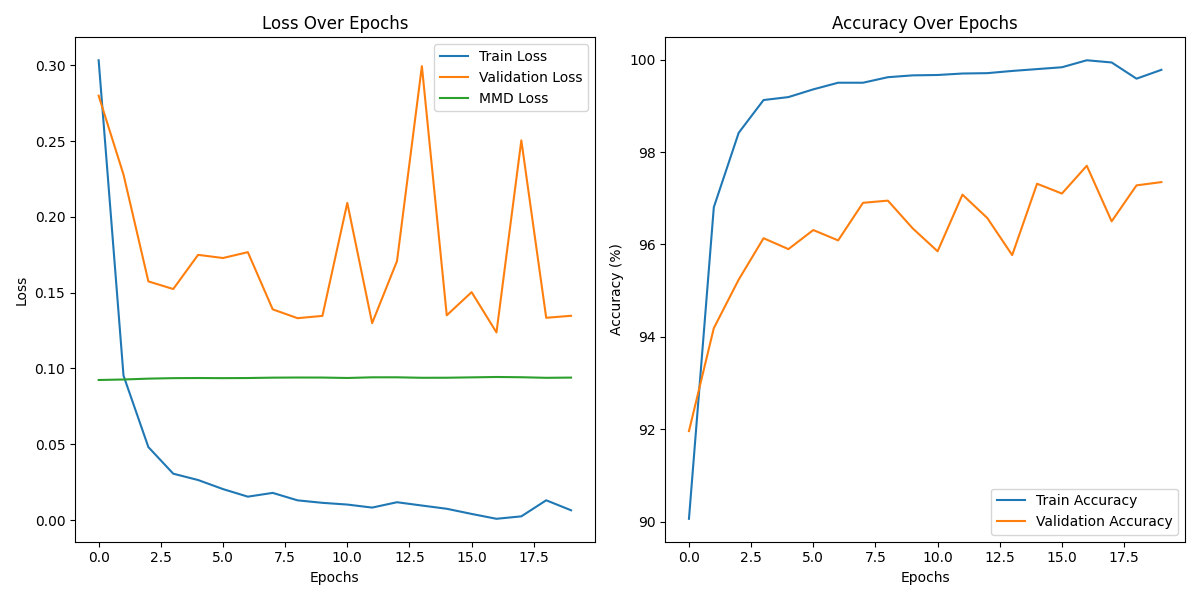 Loss Over Epochs
Train Loss
Validation Loss
MMD Loss
0.30
0.25
0.20
0.15
0.10
0.05
0.00
Loss
0.0 2.5 5.0 7.5 10.0 12.5 15.0 17.5
Epochs
Accuracy Over Epochs
100
98
96
94
92
90
Accuracy (%)
Train Accuracy
Validation Accuracy
0.0 2.5 5.0 7.5 10.0 12.5 15.0 17.5
Epochs